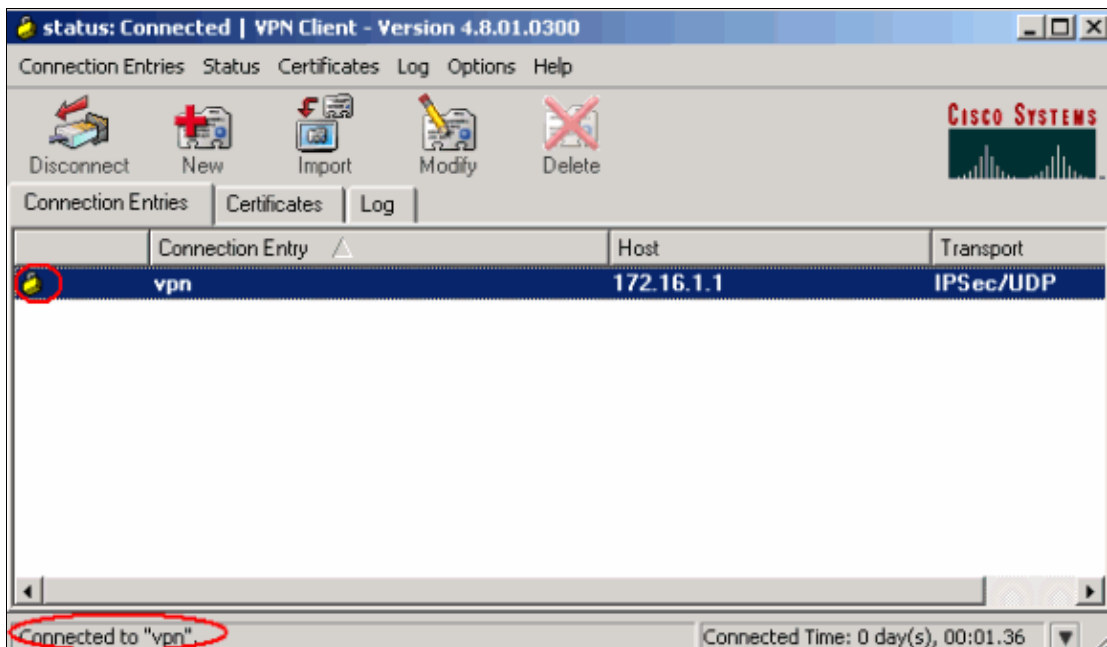 status: Connected | VPN Client - Version 4.8.01.0300
Connection Entries Status Certificates Log Options Help
Disconnect New Import Modify Delete
CISCO SYSTEMS
Connection Entries Certificates Log
Connection Entry Host Transport
vpn 172.16.1.1 IPSec/UDP
Connected to "vpn". Connected Time: 0 day(s), 00:01.36